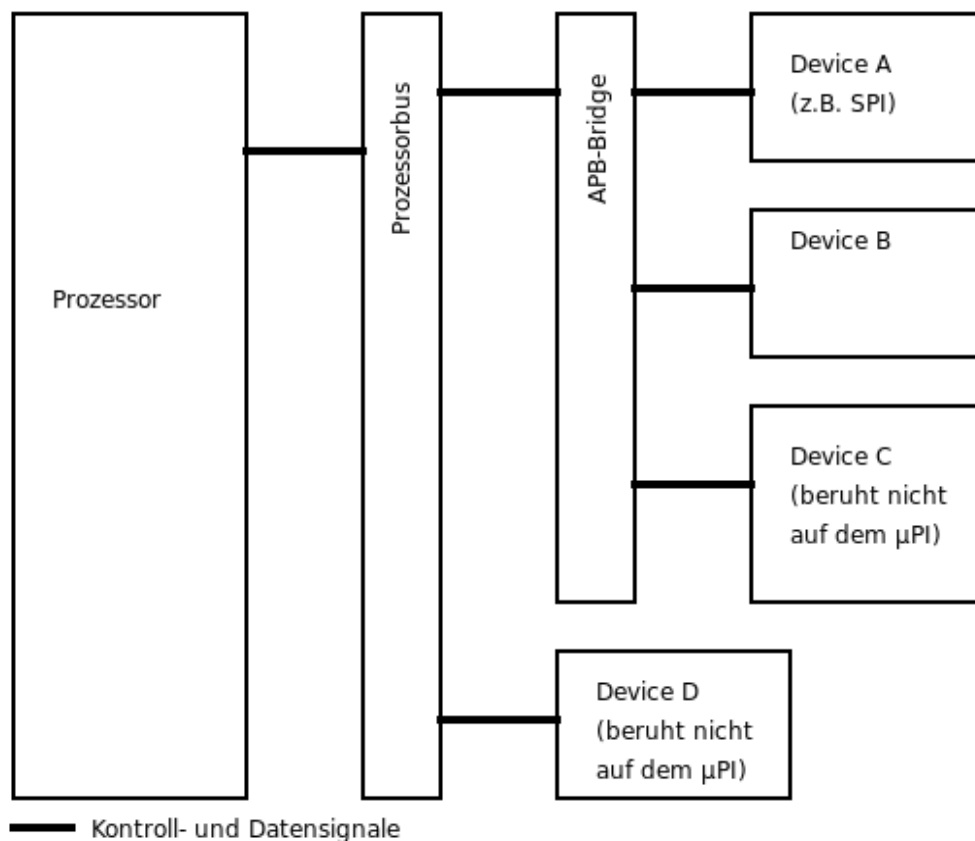 Prozessor
Prozessorbus
APB-Bridge
Device A
(z.B. SPI)
Device B
Device C
(beruht nicht
auf dem µPI)
Device D
(beruht nicht
auf dem µPI)
Kontroll- und Datensignale